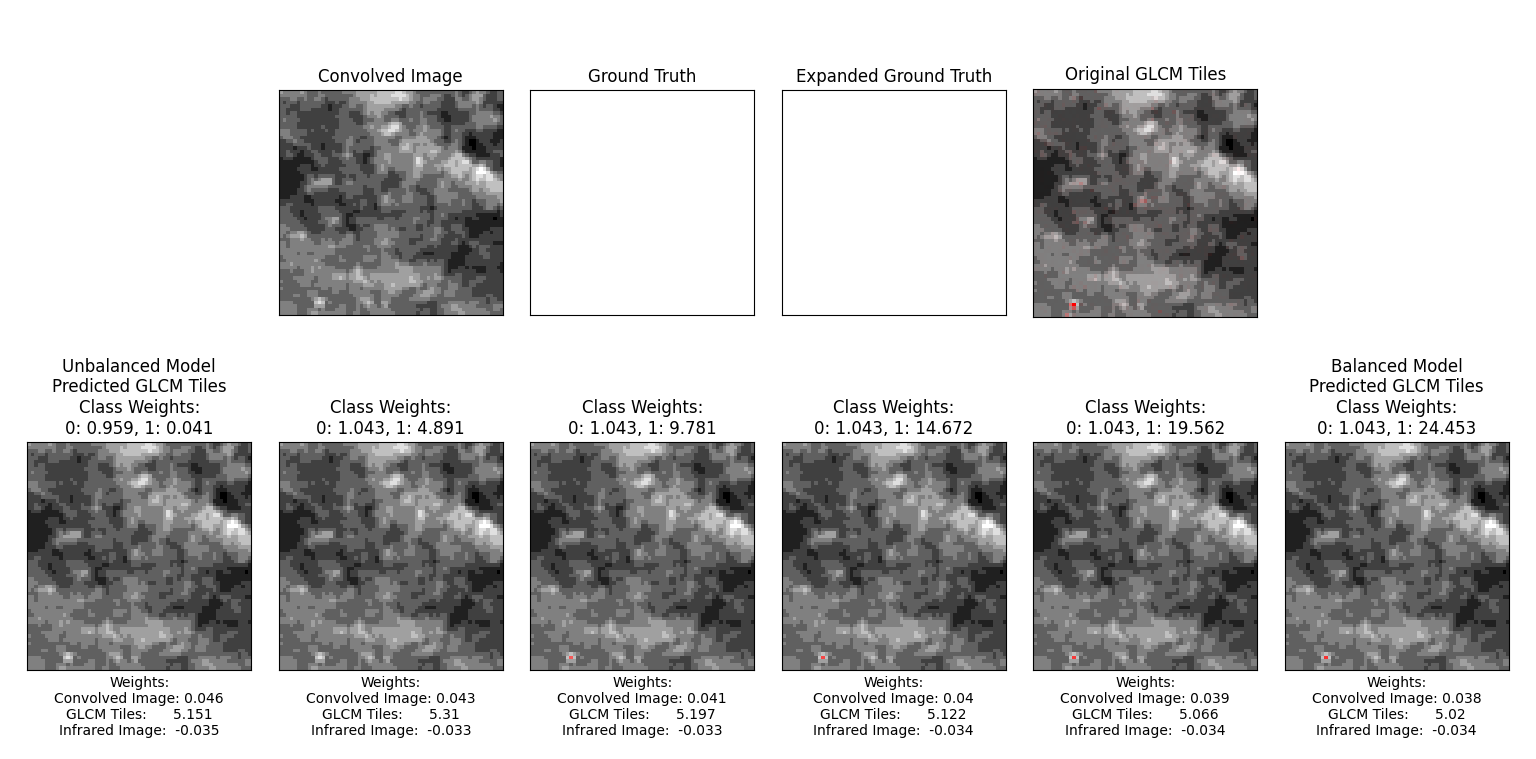 Convolved Image
Ground Truth
Expanded Ground Truth
Original GLCM Tiles
Unbalanced Model
Predicted GLCM Tiles
Class Weights:
0: 0.959, 1: 0.041
Class Weights:
0: 1.043, 1: 4.891
Class Weights:
0: 1.043, 1: 9.781
Class Weights:
0: 1.043, 1: 14.672
Class Weights:
0: 1.043, 1: 19.562
Balanced Model
Predicted GLCM Tiles
Class Weights:
0: 1.043, 1: 24.453
Weights:
Convolved Image: 0.046
GLCM Tiles: 5.151
Infrared Image: -0.035
Weights:
Convolved Image: 0.043
GLCM Tiles: 5.31
Infrared Image: -0.033
Weights:
Convolved Image: 0.041
GLCM Tiles: 5.197
Infrared Image: -0.033
Weights:
Convolved Image: 0.04
GLCM Tiles: 5.122
Infrared Image: -0.034
Weights:
Convolved Image: 0.039
GLCM Tiles: 5.066
Infrared Image: -0.034
Weights:
Convolved Image: 0.038
GLCM Tiles: 5.02
Infrared Image: -0.034